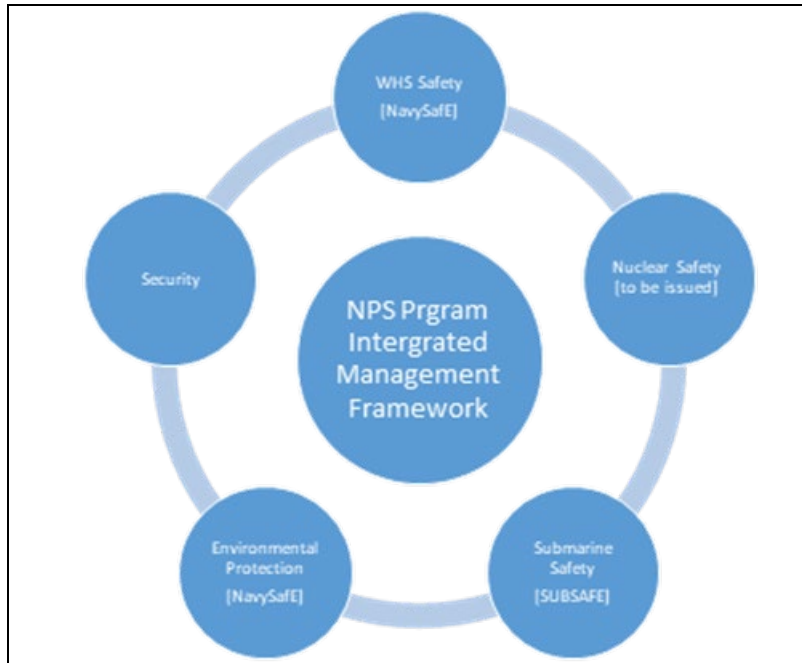 WHS Safety
[NavySafE]
Security
Nuclear Safety
[to be issued]
NPS Prgram
Intergrated
Management
Framework
Environmental
Protection
[NavySafE]
Submarine
Safety
[SUBSAFE]